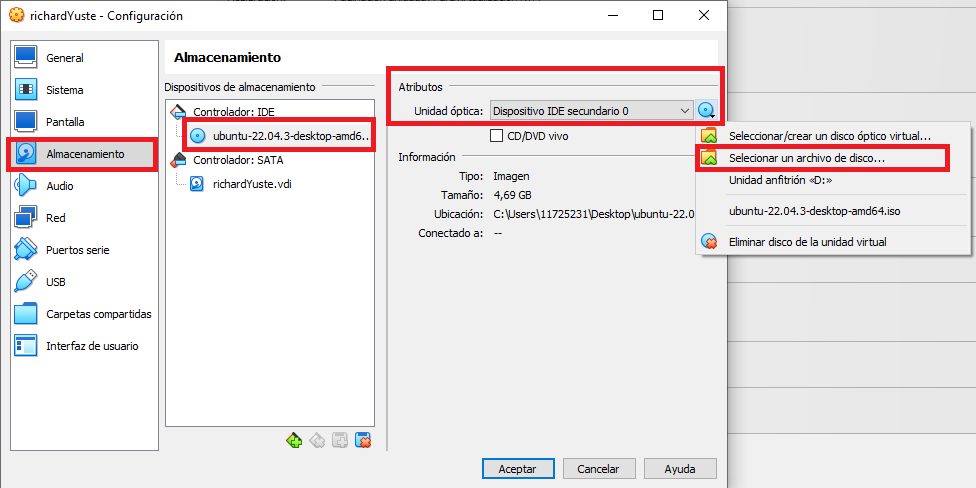 richardYuste - Configuración
General
Sistema
Pantalla
Almacenamiento
Audio
Red
Puertos serie
USB
Carpetas compartidas
Interfaz de usuario
Almacenamiento
Dispositivos de almacenamiento
Controlador: IDE
ubuntu-22.04.3-desktop-amd6...
Controlador: SATA
richardYuste.vdi
Atributos
Unidad óptica: Dispositivo IDE secundario 0
CD/DVD vivo
Información
Tipo: Imagen
Tamaño: 4,69 GB
Ubicación: C:\Users\11725231\Desktop\ubuntu-22.0
Conectado a: --
Seleccionar/crear un disco óptico virtual...
Selecionar un archivo de disco...
Unidad anfitrión «D:»
ubuntu-22.04.3-desktop-amd64.iso
Eliminar disco de la unidad virtual
Aceptar Cancelar Ayuda